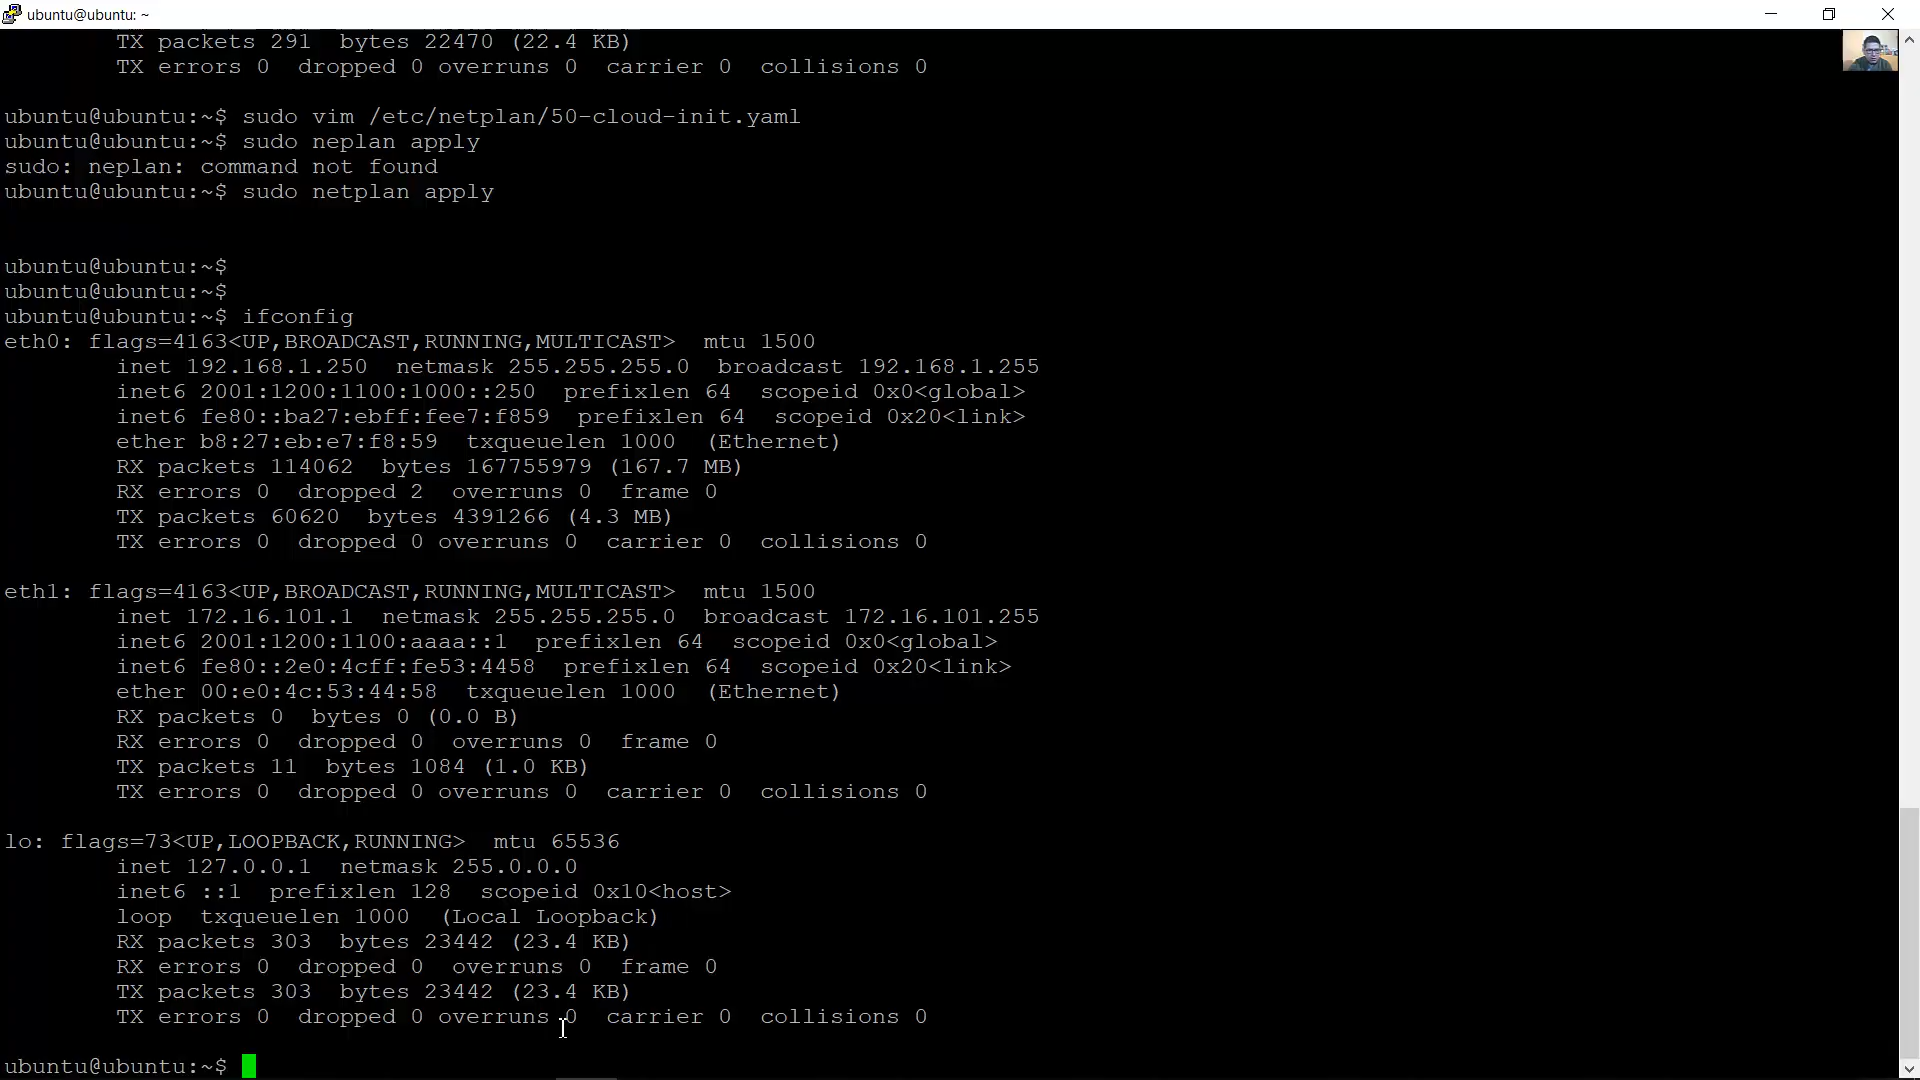 ubuntu@ubuntu: ~
TX packets 291  bytes 22470 (22.4 KB)
TX errors 0  dropped 0 overruns 0  carrier 0  collisions 0
ubuntu@ubuntu:~$ sudo vim /etc/netplan/50-cloud-init.yaml
ubuntu@ubuntu:~$ sudo neplan apply
sudo: neplan: command not found
ubuntu@ubuntu:~$ sudo netplan apply
ubuntu@ubuntu:~$
ubuntu@ubuntu:~$
ubuntu@ubuntu:~$ ifconfig
eth0: flags=4163<UP,BROADCAST,RUNNING,MULTICAST>  mtu 1500
inet 192.168.1.250  netmask 255.255.255.0  broadcast 192.168.1.255
inet6 2001:1200:1100:1000::250  prefixlen 64  scopeid 0x0<global>
inet6 fe80::ba27:ebff:fee7:f859  prefixlen 64  scopeid 0x20<link>
ether b8:27:eb:e7:f8:59  txqueuelen 1000  (Ethernet)
RX packets 114062  bytes 167755979 (167.7 MB)
RX errors 0  dropped 2  overruns 0  frame 0
TX packets 60620  bytes 4391266 (4.3 MB)
TX errors 0  dropped 0 overruns 0  carrier 0  collisions 0
eth1: flags=4163<UP,BROADCAST,RUNNING,MULTICAST>  mtu 1500
inet 172.16.101.1  netmask 255.255.255.0  broadcast 172.16.101.255
inet6 2001:1200:1100:aaaa::1  prefixlen 64  scopeid 0x0<global>
inet6 fe80::2e0:4cff:fe53:4458  prefixlen 64  scopeid 0x20<link>
ether 00:e0:4c:53:44:58  txqueuelen 1000  (Ethernet)
RX packets 0  bytes 0 (0.0 B)
RX errors 0  dropped 0  overruns 0  frame 0
TX packets 11  bytes 1084 (1.0 KB)
TX errors 0  dropped 0 overruns 0  carrier 0  collisions 0
lo: flags=73<UP,LOOPBACK,RUNNING>  mtu 65536
inet 127.0.0.1  netmask 255.0.0.0
inet6 ::1  prefixlen 128  scopeid 0x10<host>
loop  txqueuelen 1000  (Local Loopback)
RX packets 303  bytes 23442 (23.4 KB)
RX errors 0  dropped 0  overruns 0  frame 0
TX packets 303  bytes 23442 (23.4 KB)
TX errors 0  dropped 0 overruns 0  carrier 0  collisions 0
ubuntu@ubuntu:~$